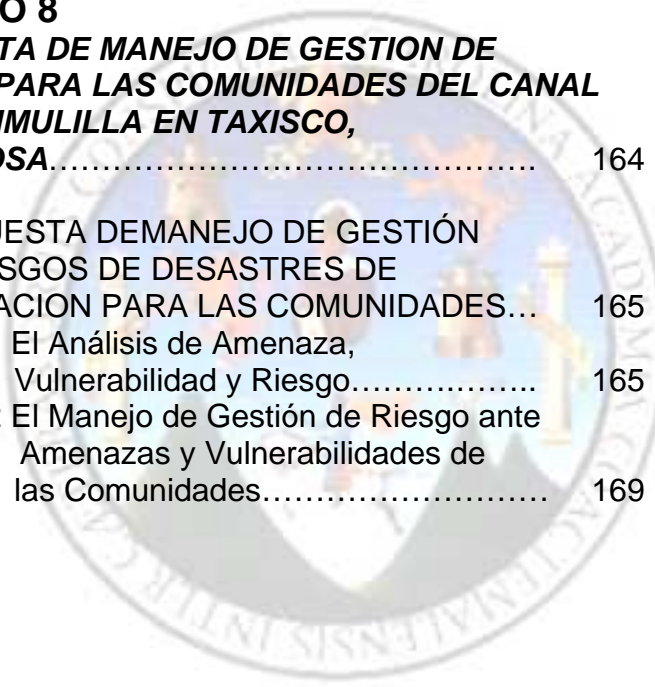 O 8
TA DE MANEJO DE GESTION DE
PARA LAS COMUNIDADES DEL CANAL
IMULILLA EN TAXISCO,
OSA……………………………………….. 164
UESTA DEMANEJO DE GESTIÓN
SGOS DE DESASTRES DE
ACION PARA LAS COMUNIDADES… 165
El Análisis de Amenaza,
Vulnerabilidad y Riesgo…………….. 165
: El Manejo de Gestión de Riesgo ante
Amenazas y Vulnerabilidades de
las Comunidades……………………… 169